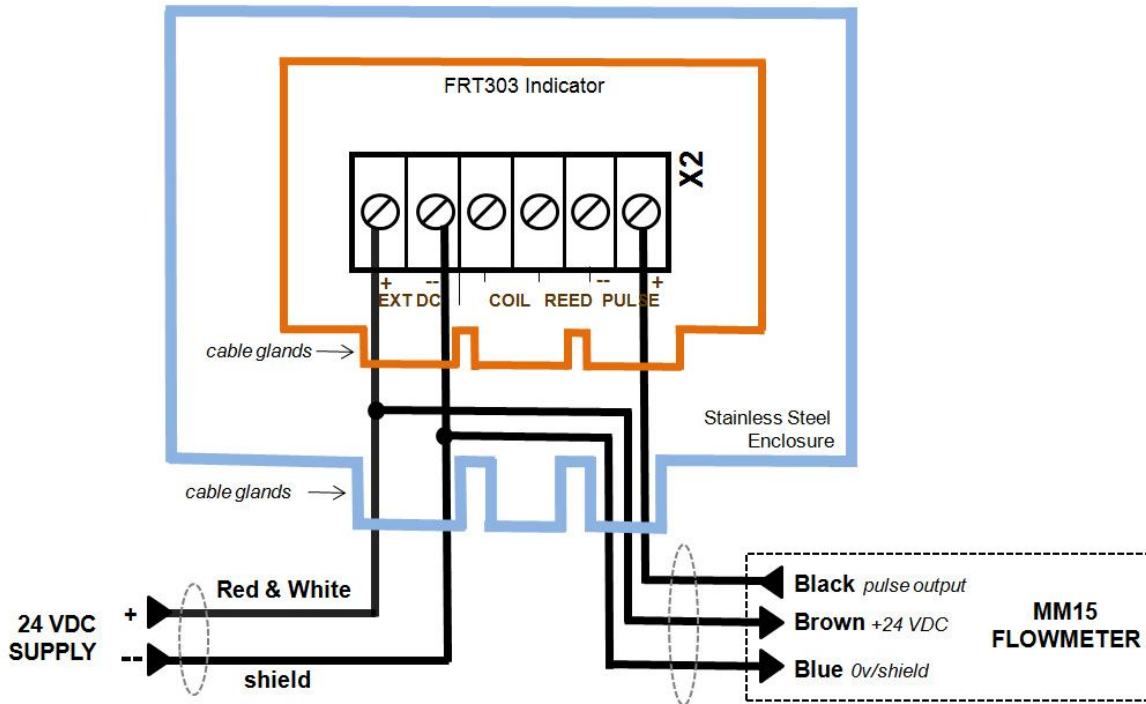 FRT303 Indicator
X2
+ -- -- +
EXT DC COIL REED PULSE
cable glands
Stainless Steel
Enclosure
cable glands
Red & White
24 VDC
SUPPLY
+
--
shield
Black pulse output
Brown +24 VDC
Blue 0v/shield
MM15
FLOWMETER